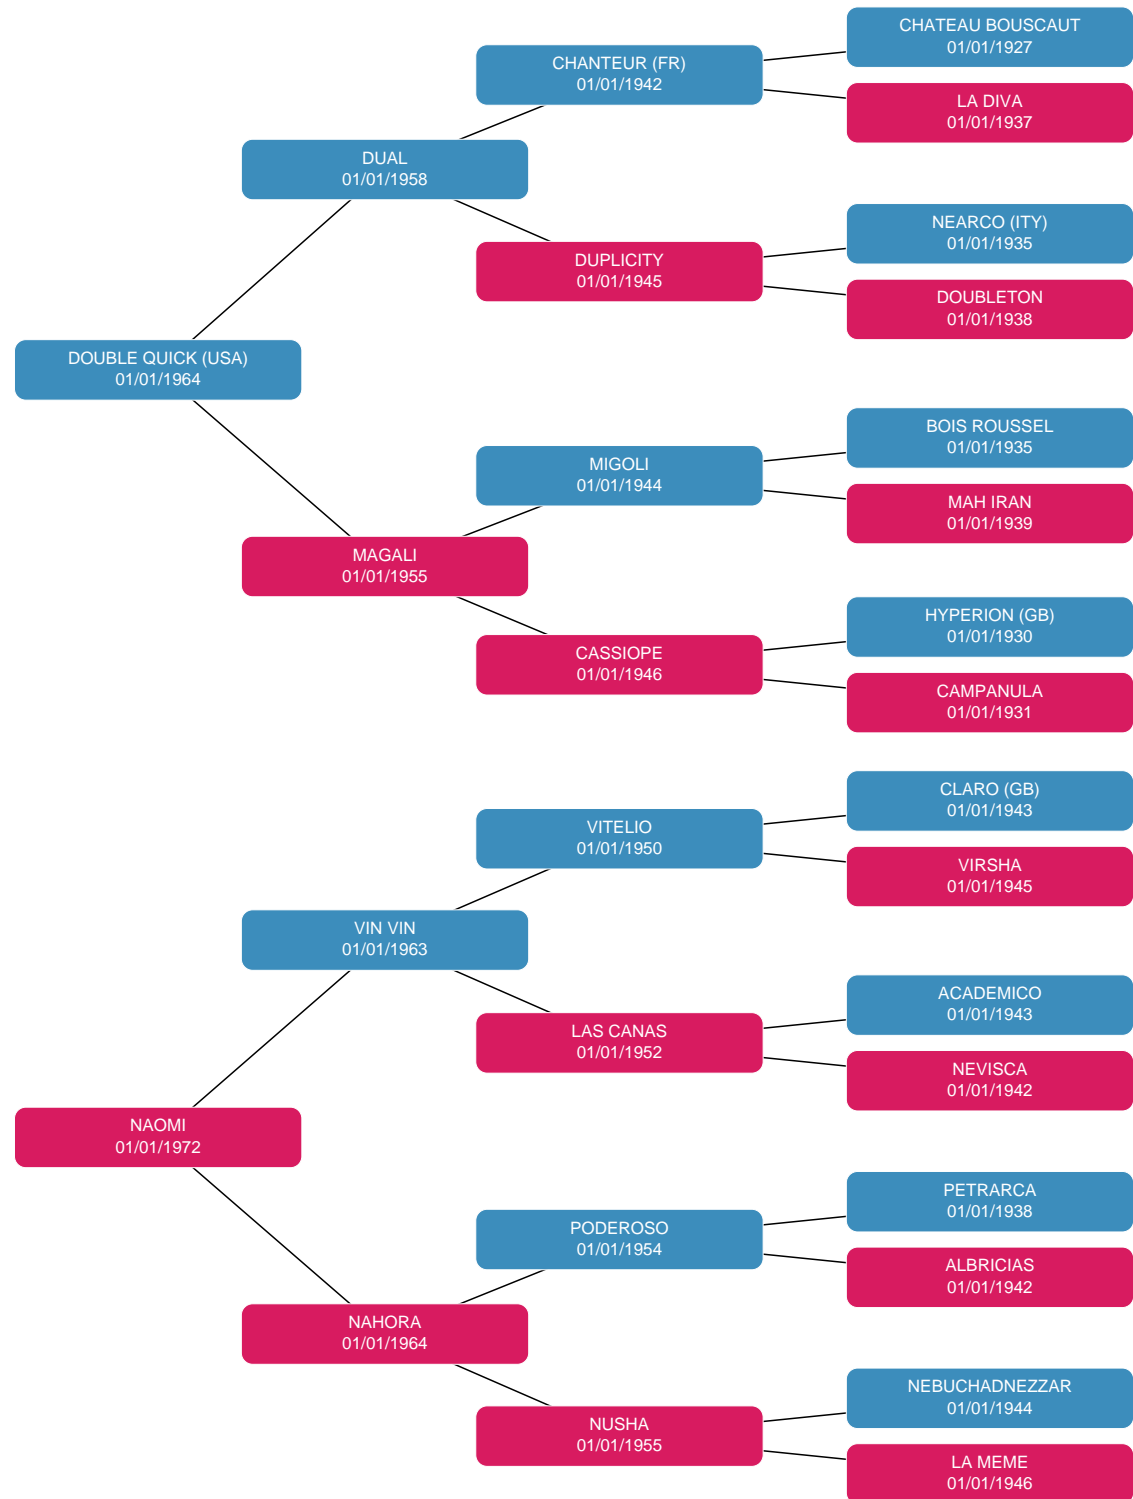 CHATEAU BOUSCAUT
01/01/1927
CHANTEUR (FR)
01/01/1942
LA DIVA
01/01/1937
DUAL
01/01/1958
NEARCO (ITY)
01/01/1935
DUPLICITY
01/01/1945
DOUBLETON
01/01/1938
DOUBLE QUICK (USA)
01/01/1964
BOIS ROUSSEL
01/01/1935
MIGOLI
01/01/1944
MAH IRAN
01/01/1939
MAGALI
01/01/1955
HYPERION (GB)
01/01/1930
CASSIOPE
01/01/1946
CAMPANULA
01/01/1931
CLARO (GB)
01/01/1943
VITELIO
01/01/1950
VIRSHA
01/01/1945
VIN VIN
01/01/1963
ACADEMICO
01/01/1943
LAS CANAS
01/01/1952
NEVISCA
01/01/1942
NAOMI
01/01/1972
PETRARCA
01/01/1938
PODEROSO
01/01/1954
ALBRICIAS
01/01/1942
NAHORA
01/01/1964
NEBUCHADNEZZAR
01/01/1944
NUSHA
01/01/1955
LA MEME
01/01/1946